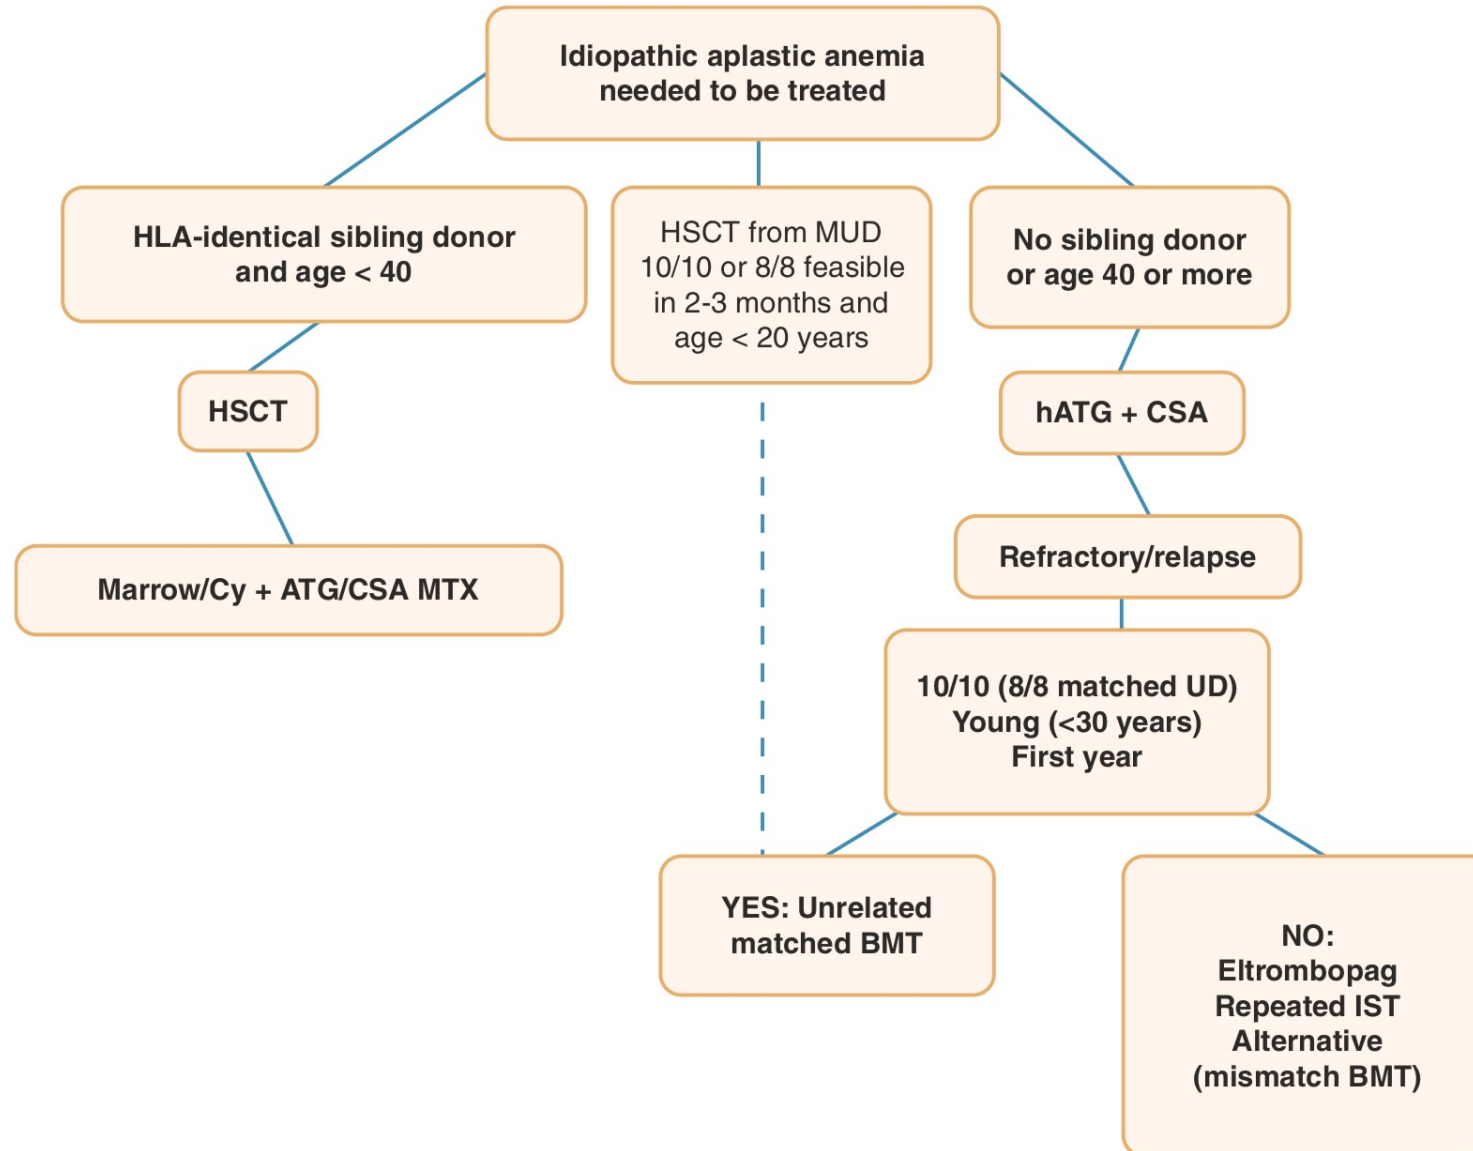 Idiopathic aplastic anemia
needed to be treated
HLA-identical sibling donor
and age < 40
HSCT from MUD
10/10 or 8/8 feasible
in 2-3 months and
age < 20 years
No sibling donor
or age 40 or more
HSCT
hATG + CSA
Marrow/Cy + ATG/CSA MTX
Refractory/relapse
10/10 (8/8 matched UD)
Young (<30 years)
First year
YES: Unrelated
matched BMT
NO:
Eltrombopag
Repeated IST
Alternative
(mismatch BMT)